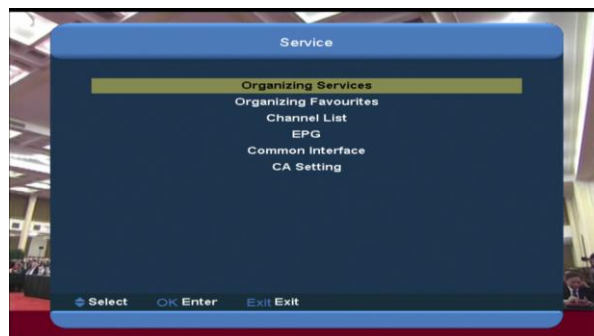 Service
Organizing Services
Organizing Favourites
Channel List
EPG
Common Interface
CA Setting
Select OK Enter Exit Exit